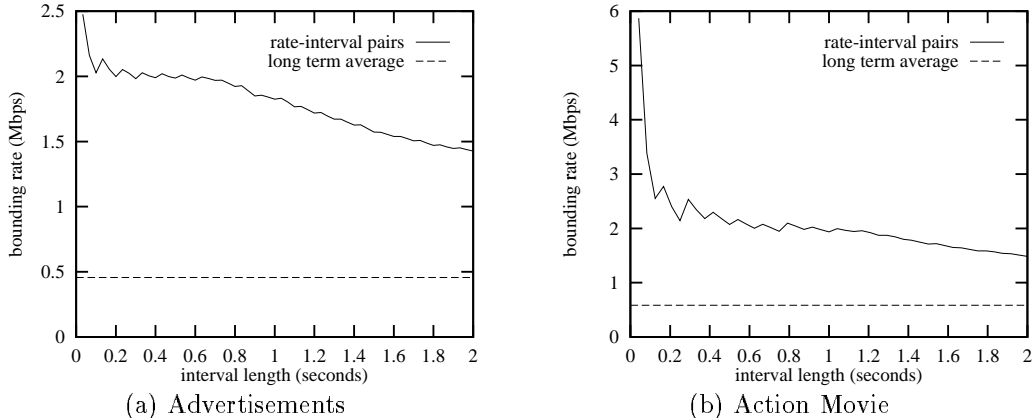 2.5
2
1.5
1
0.5
0
bounding rate (Mbps)
rate-interval pairs
long term average
0 0.2 0.4 0.6 0.8 1 1.2 1.4 1.6 1.8 2
interval length (seconds)
(a) Advertisements
6
5
4
3
2
1
0
bounding rate (Mbps)
rate-interval pairs
long term average
0 0.2 0.4 0.6 0.8 1 1.2 1.4 1.6 1.8 2
interval length (seconds)
(b) Action Movie